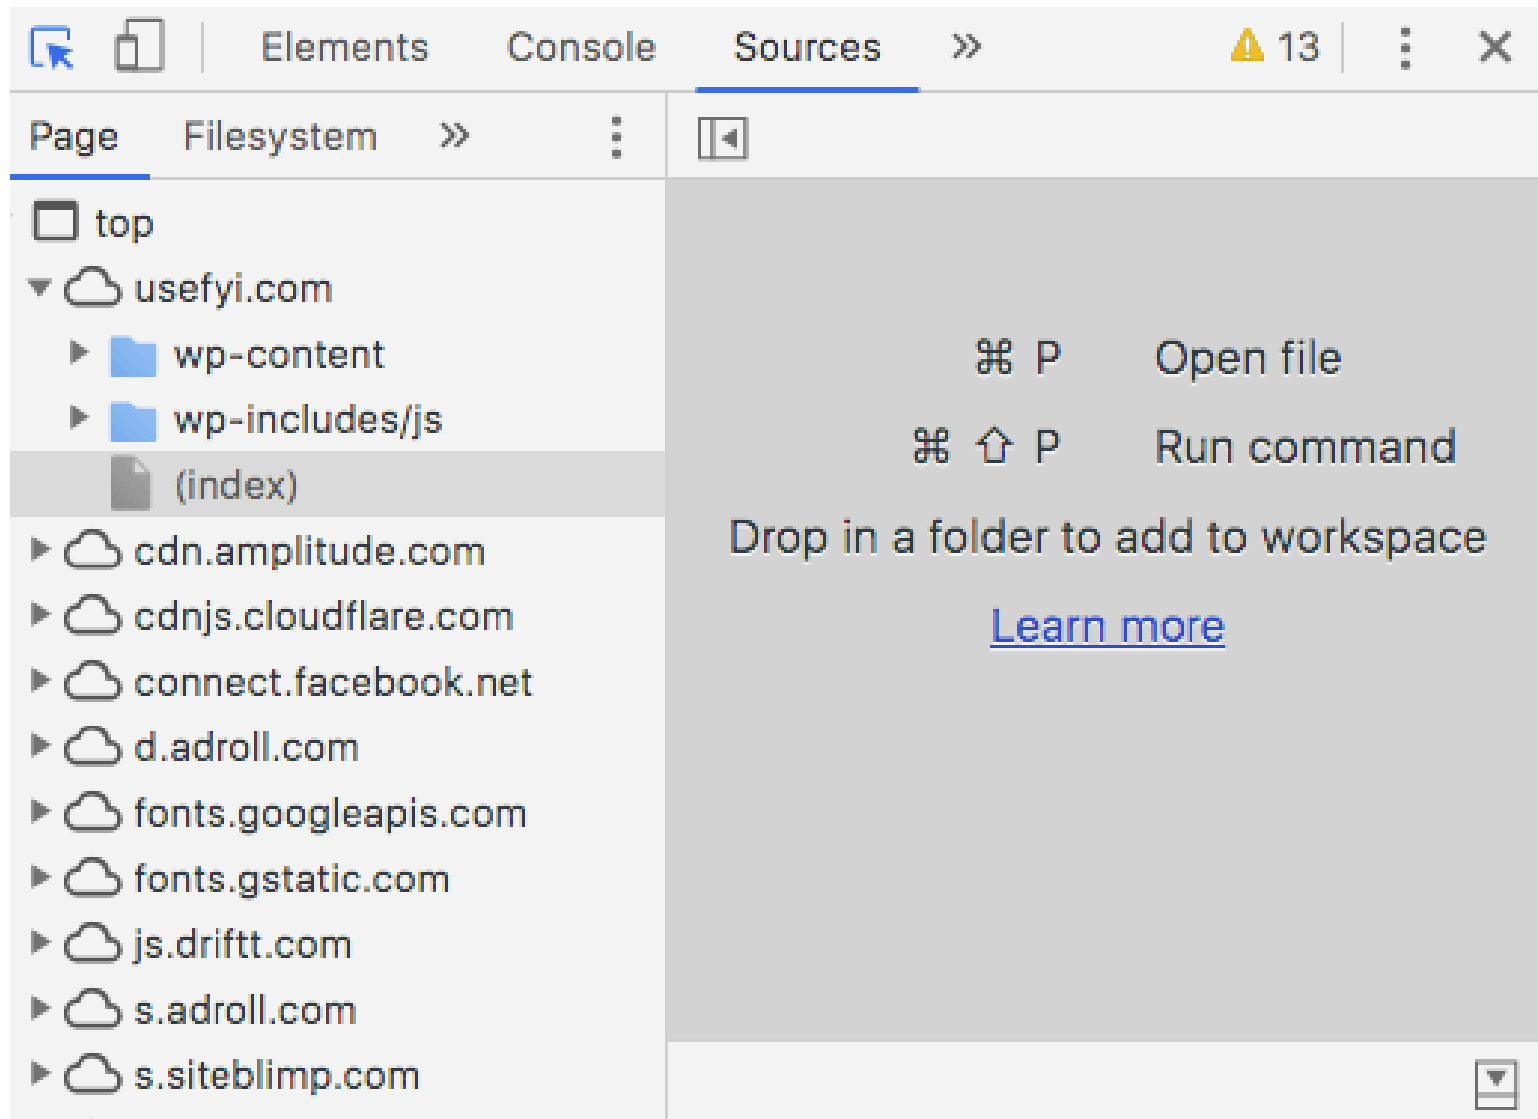 Elements Console Sources » 13
Page Filesystem »
top
usefyi.com
wp-content
wp-includes/js
(index)
cdn.amplitude.com
cdnjs.cloudflare.com
connect.facebook.net
d.adroll.com
fonts.googleapis.com
fonts.gstatic.com
js.driftt.com
s.adroll.com
s.siteblimp.com
⌘ P Open file
⌘ ⇧ P Run command
Drop in a folder to add to workspace
Learn more